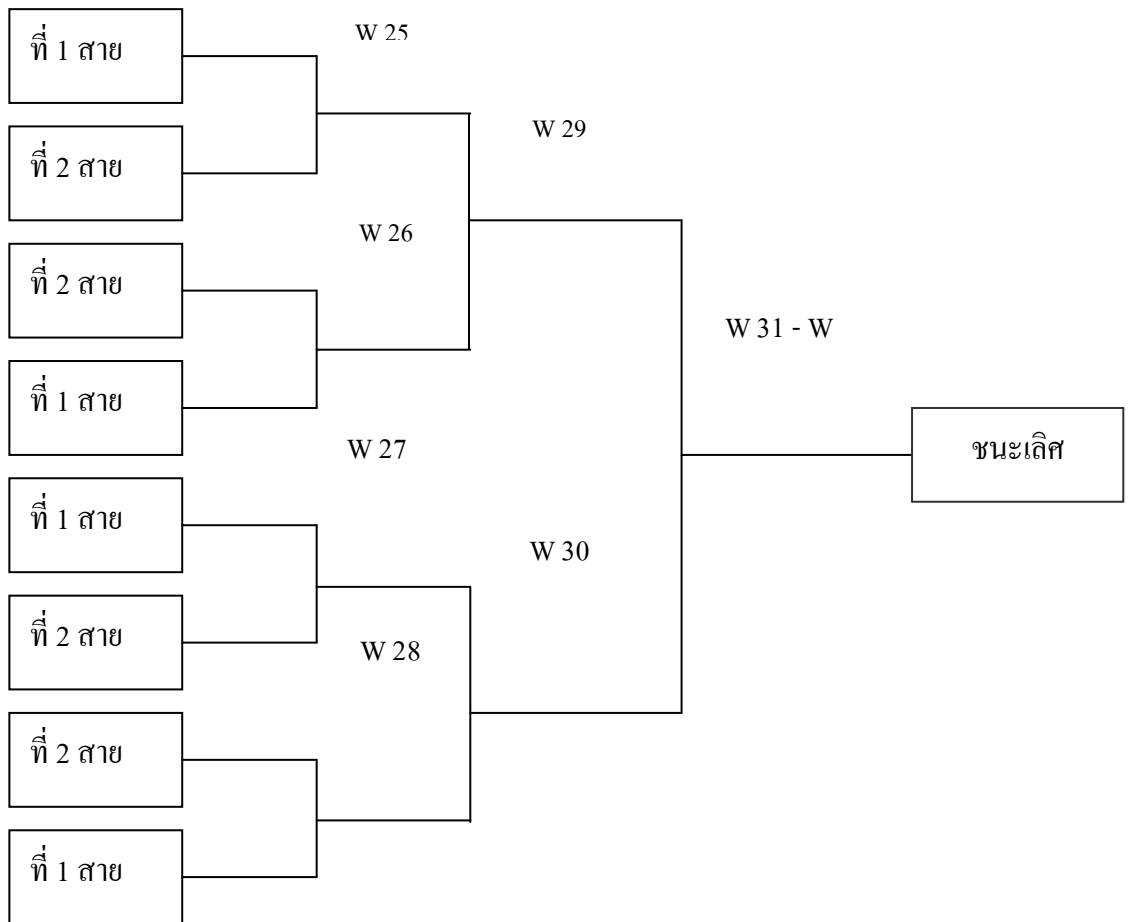 ที่ 1 สาย
W 25
ที่ 2 สาย
W 29
W 26
ที่ 2 สาย
ที่ 1 สาย
W 31 - W
W 27
ชนะเลิศ
ที่ 1 สาย
W 30
ที่ 2 สาย
W 28
ที่ 2 สาย
ที่ 1 สาย